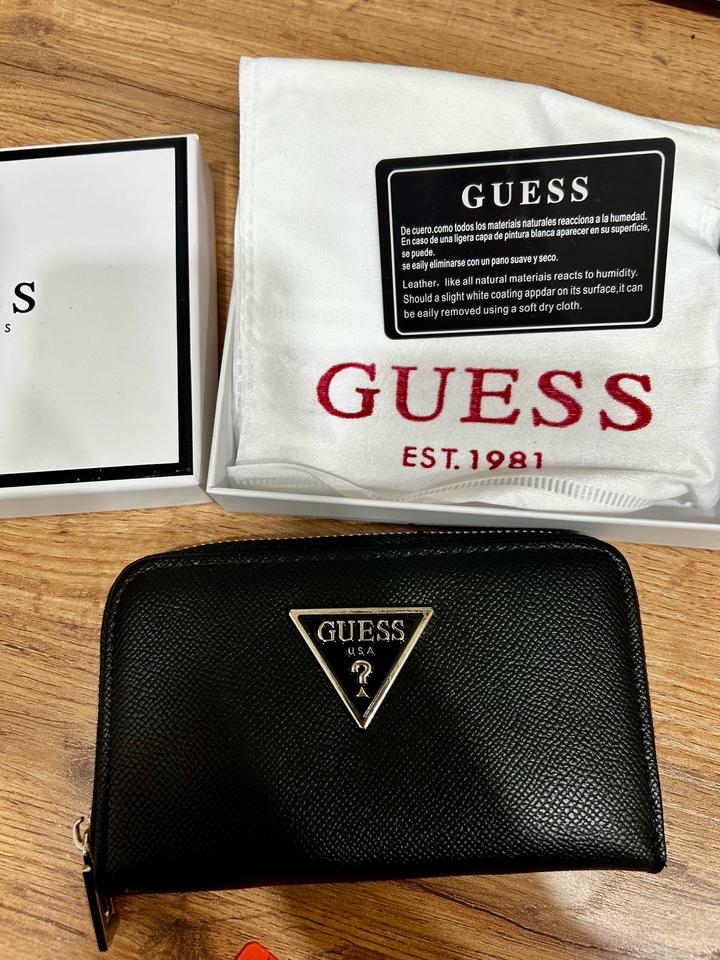 S
S
GUESS
De cuero.como todos los materiais naturales reacciona a la humedad.
En caso de una ligera capa de pintura blanca aparecer en su superficie,
se puede.
se eaily eliminarse con un pano suave y seco.
Leather, like all natural materiais reacts to humidity.
Should a slight white coating appdar on its surface,it can
be eaily removed using a soft dry cloth.
GUESS
EST.1981
GUESS
U.S.A.
?